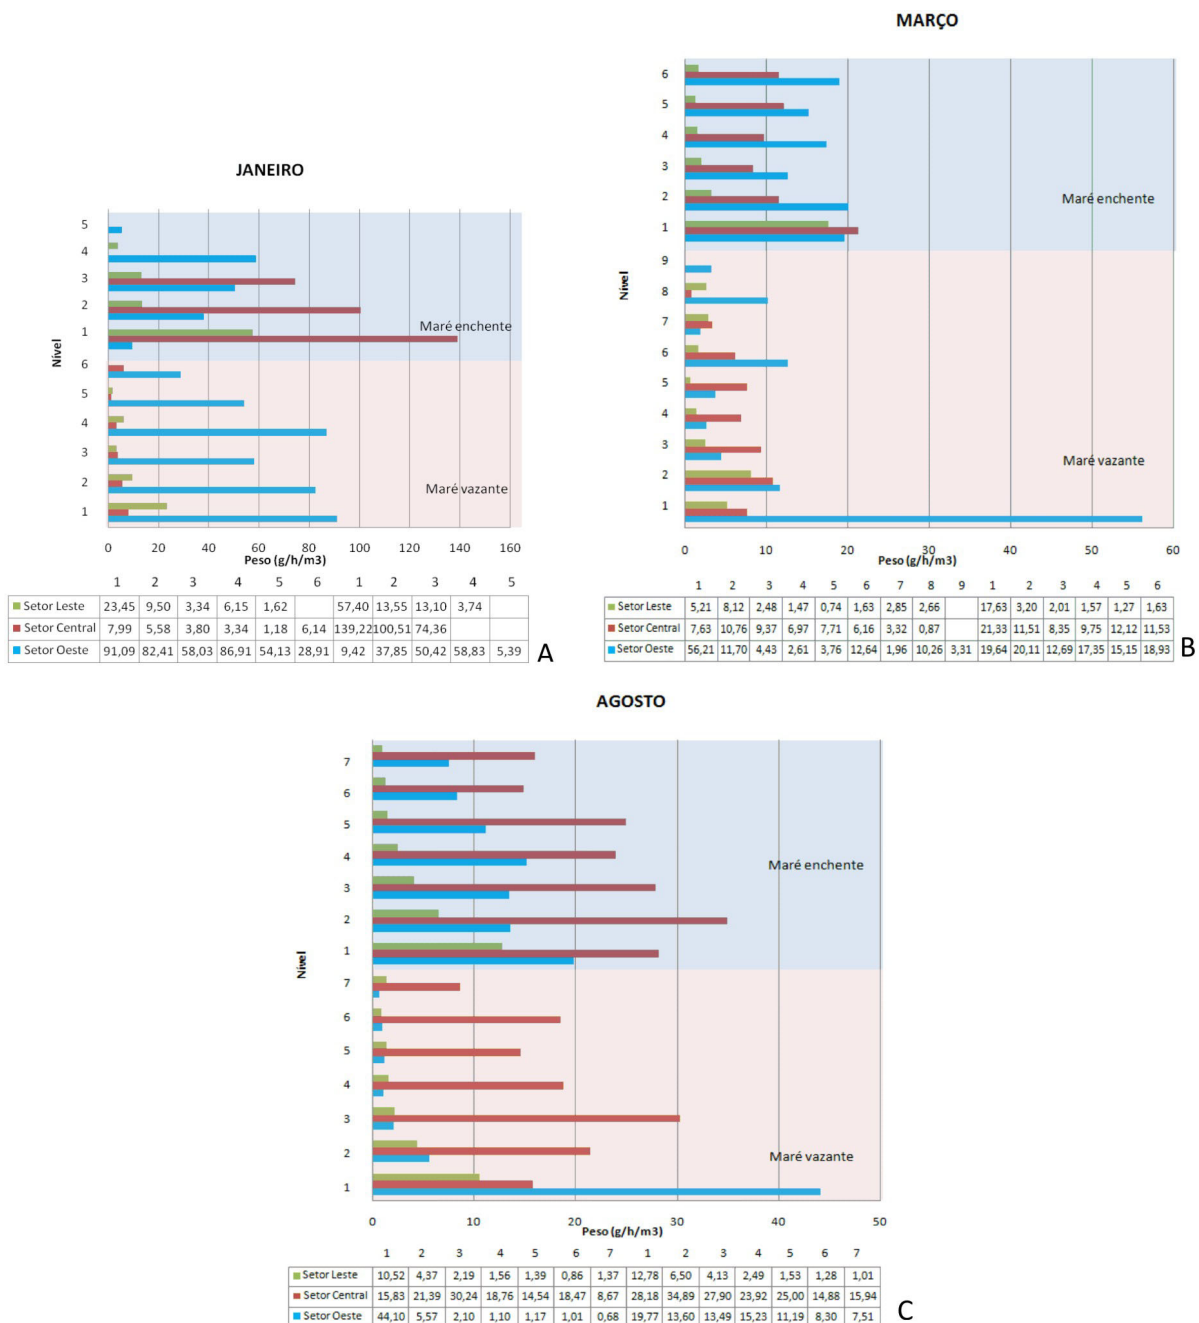 JANEIRO
5
4
3
2
1
Maré enchente
6
5
4
3
2
Maré vazante
1
Nível
0 20 40 60 80 100 120 140 160
Peso (g/h/m3)
1 2 3 4 5 6 1 2 3 4 5
Setor Leste 23,45 9,50 3,34 6,15 1,62 57,40 13,55 13,10 3,74
Setor Central 7,99 5,58 3,80 3,34 1,18 6,14 139,22 100,51 74,36
Setor Oeste 91,09 82,41 58,03 86,91 54,13 28,91 9,42 37,85 50,42 58,83 5,39
A
MARÇO
6
5
4
3
2
Maré enchente
1
9
8
7
6
5
4
3
Maré vazante
2
1
Nível
0 10 20 30 40 50 60
Peso (g/h/m3)
1 2 3 4 5 6 7 8 9 1 2 3 4 5 6
Setor Leste 5,21 8,12 2,48 1,47 0,74 1,63 2,85 2,66 17,63 3,20 2,01 1,57 1,27 1,63
Setor Central 7,63 10,76 9,37 6,97 7,71 6,16 3,32 0,87 21,33 11,51 8,35 9,75 12,12 11,53
Setor Oeste 56,21 11,70 4,43 2,61 3,76 12,64 1,96 10,26 3,31 19,64 20,11 12,69 17,35 15,15 18,93
B
AGOSTO
7
6
5
4
Maré enchente
3
2
1
7
6
5
4
3
2
Maré vazante
1
Nível
0 10 20 30 40 50
Peso (g/h/m3)
1 2 3 4 5 6 7 1 2 3 4 5 6 7
Setor Leste 10,52 4,37 2,19 1,56 1,39 0,86 1,37 12,78 6,50 4,13 2,49 1,53 1,28 1,01
Setor Central 15,83 21,39 30,24 18,76 14,54 18,47 8,67 28,18 34,89 27,90 23,92 25,00 14,88 15,94
Setor Oeste 44,10 5,57 2,10 1,10 1,17 1,01 0,68 19,77 13,60 13,49 15,23 11,19 8,30 7,51
C